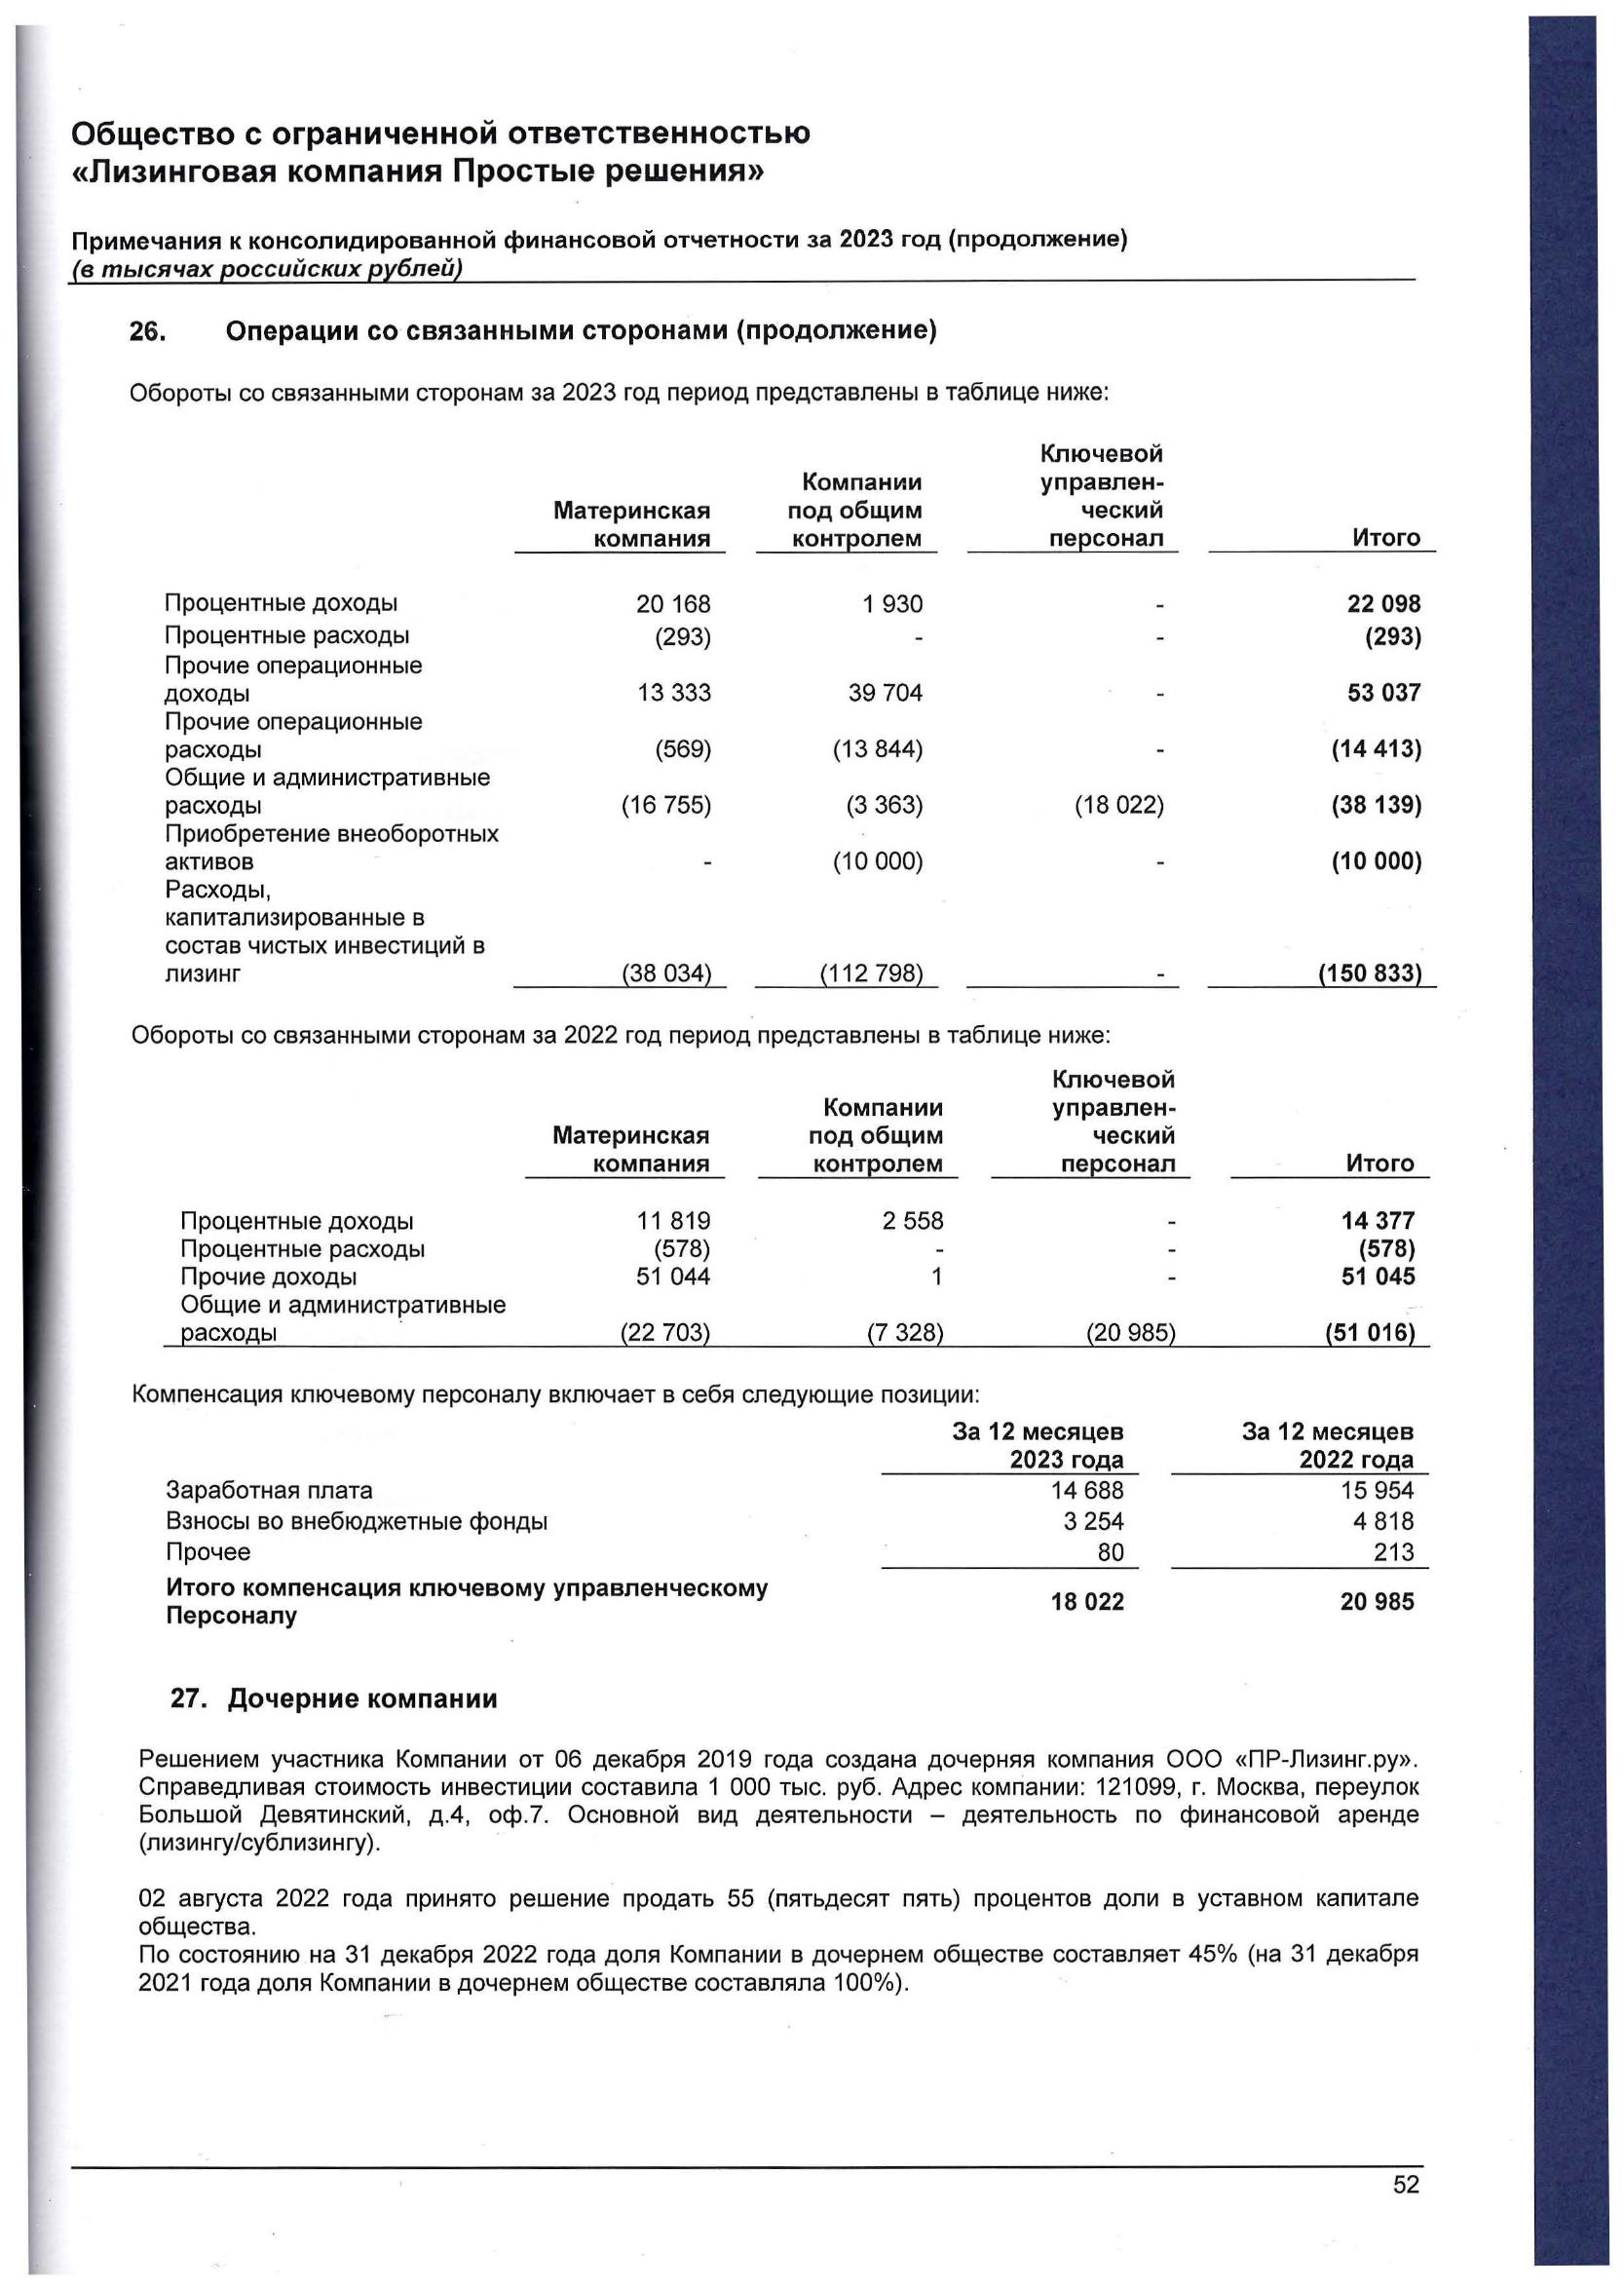 Общество с ограниченной ответственностью
«Лизинговая компания Простые решения»
Примечания к консолидированной финансовой отчетности за 2023 год (продолжение)
(в тысячах российских рублей)
26. Операции со связанными сторонами (продолжение)
Обороты со связанными сторонам за 2023 год период представлены в таблице ниже:
Ключевой
Компании управлен-
Материнская под общим ческий
компания контролем персонал Итого
Процентные доходы 20 168 1 930 - 22 098
Процентные расходы (293) - - (293)
Прочие операционные
доходы 13 333 39 704 - 53 037
Прочие операционные
расходы (569) (13 844) - (14 413)
Общие и административные
расходы (16 755) (3 363) (18 022) (38 139)
Приобретение внеоборотных
активов - (10 000) - (10 000)
Расходы,
капитализированные в
состав чистых инвестиций в
лизинг (38 034) (112 798) - (150 833)
Обороты со связанными сторонам за 2022 год период представлены в таблице ниже:
Ключевой
Компании управлен-
Материнская под общим ческий
компания контролем персонал Итого
Процентные доходы 11 819 2 558 - 14 377
Процентные расходы (578) - - (578)
Прочие доходы 51 044 1 - 51 045
Общие и административные
расходы (22 703) (7 328) (20 985) (51 016)
Компенсация ключевому персоналу включает в себя следующие позиции:
За 12 месяцев За 12 месяцев
2023 года 2022 года
Заработная плата 14 688 15 954
Взносы во внебюджетные фонды 3 254 4 818
Прочее 80 213
Итого компенсация ключевому управленческому
Персоналу 18 022 20 985
27. Дочерние компании
Решением участника Компании от 06 декабря 2019 года создана дочерняя компания ООО «ПР-Лизинг.ру».
Справедливая стоимость инвестиции составила 1 000 тыс. руб. Адрес компании: 121099, г. Москва, переулок
Большой Девятинский, д.4, оф.7. Основной вид деятельности – деятельность по финансовой аренде
(лизингу/сублизингу).
02 августа 2022 года принято решение продать 55 (пятьдесят пять) процентов доли в уставном капитале
общества.
По состоянию на 31 декабря 2022 года доля Компании в дочернем обществе составляет 45% (на 31 декабря
2021 года доля Компании в дочернем обществе составляла 100%).
52